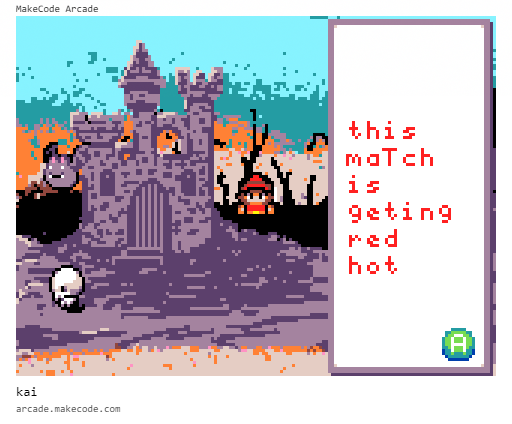 MakeCode Arcade
this
maTch
is
geting
red
hot
A
kai
arcade.makecode.com